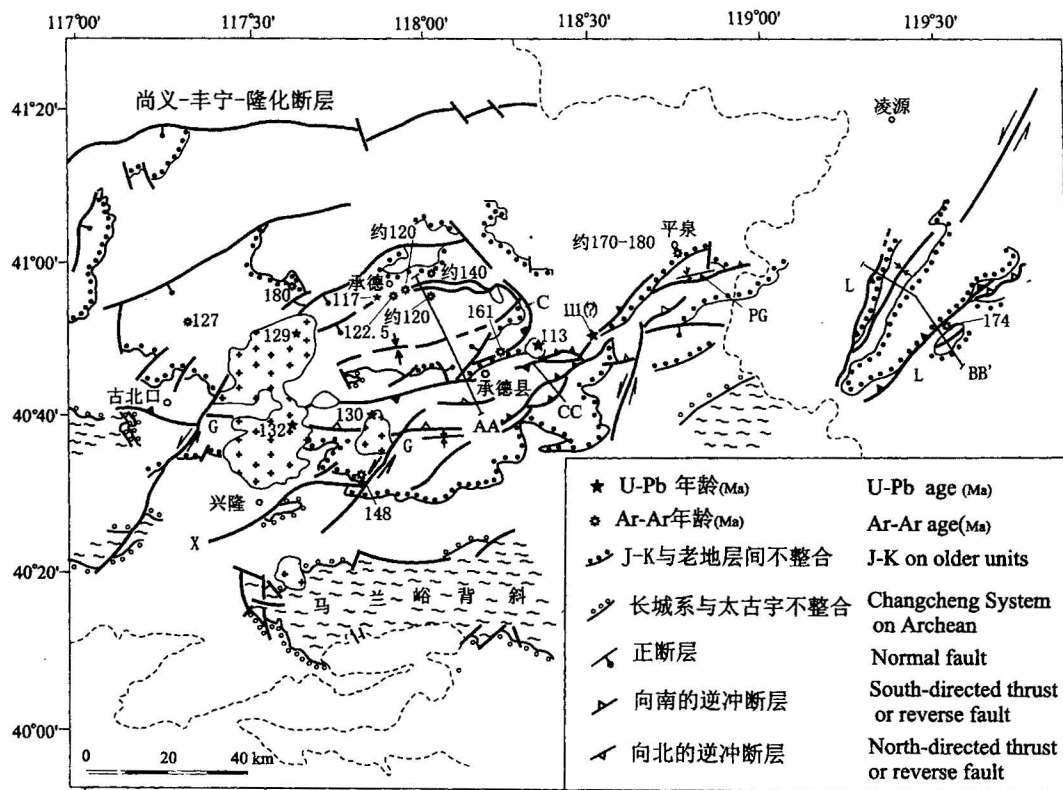 117°00'
117°30'
118°00'
118°30'
119°00'
119°30'
41°20'
41°00'
40°40'
40°20'
40°00'
尚义-丰宁-隆化断层
凌源
约120
平泉
约170-180
180
承德
约140
117
C
111(?)
L
127
122.5
约120
161
113
PG
129
174
承德县
BB'
古北口
130
CC
L
132
G
G
AA
兴隆
148
X
马兰峪背斜
0 20 40 km
U-Pb 年龄(Ma) U-Pb age (Ma)
Ar-Ar年龄(Ma) Ar-Ar age(Ma)
J-K与老地层间不整合 J-K on older units
长城系与太古宇不整合 Changcheng System
on Archean
正断层 Normal fault
向南的逆冲断层 South-directed thrust
or reverse fault
向北的逆冲断层 North-directed thrust
or reverse fault